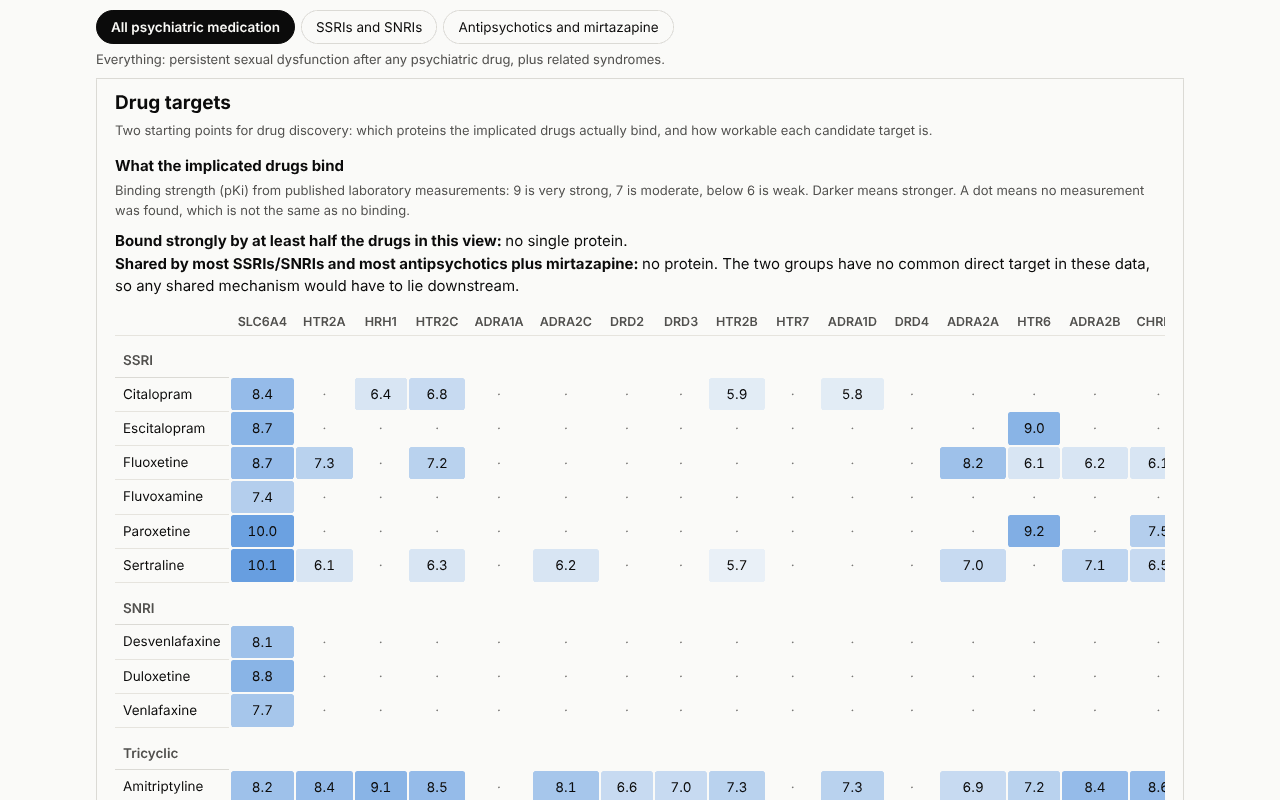 All psychiatric medication SSRIs and SNRIs Antipsychotics and mirtazapine
Everything: persistent sexual dysfunction after any psychiatric drug, plus related syndromes.
Drug targets
Two starting points for drug discovery: which proteins the implicated drugs actually bind, and how workable each candidate target is.
What the implicated drugs bind
Binding strength (pKi) from published laboratory measurements: 9 is very strong, 7 is moderate, below 6 is weak. Darker means stronger. A dot means no measurement
was found, which is not the same as no binding.
Bound strongly by at least half the drugs in this view: no single protein.
Shared by most SSRIs/SNRIs and most antipsychotics plus mirtazapine: no protein. The two groups have no common direct target in these data,
so any shared mechanism would have to lie downstream.
SLC6A4 HTR2A HRH1 HTR2C ADRA1A ADRA2C DRD2 DRD3 HTR2B HTR7 ADRA1D DRD4 ADRA2A HTR6 ADRA2B
SSRI
Citalopram 8.4 · 6.4 6.8 · · · · 5.9 · 5.8 · · · · ·
Escitalopram 8.7 · · · · · · · · · · · · 9.0 · ·
Fluoxetine 8.7 7.3 · 7.2 · · · · · · · · 8.2 6.1 6.2 6.1
Fluvoxamine 7.4 · · · · · · · · · · · · · · ·
Paroxetine 10.0 · · · · · · · · · · · · 9.2 · 7.5
Sertraline 10.1 6.1 · 6.3 · 6.2 · · 5.7 · · · 7.0 · 7.1 6.5
SNRI
Desvenlafaxine 8.1 · · · · · · · · · · · · · · ·
Duloxetine 8.8 · · · · · · · · · · · · · · ·
Venlafaxine 7.7 · · · · · · · · · · · · · · ·
Tricyclic
Amitriptyline 8.2 8.4 9.1 8.5 · 8.1 6.6 7.0 7.3 · 7.3 · 6.9 7.2 8.4 8.6